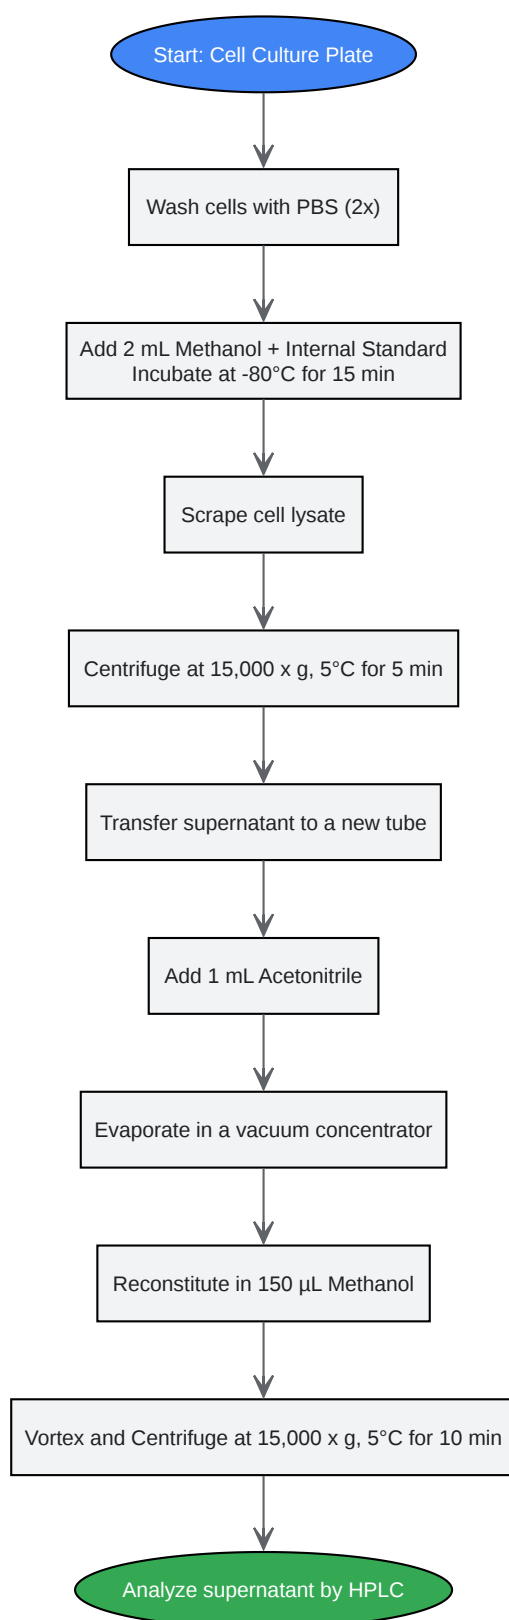 Start: Cell Culture Plate
Wash cells with PBS (2x)
Add 2 mL Methanol + Internal Standard
Incubate at -80°C for 15 min
Scrape cell lysate
Centrifuge at 15,000 x g, 5°C for 5 min
Transfer supernatant to a new tube
Add 1 mL Acetonitrile
Evaporate in a vacuum concentrator
Reconstitute in 150 µL Methanol
Vortex and Centrifuge at 15,000 x g, 5°C for 10 min
Analyze supernatant by HPLC